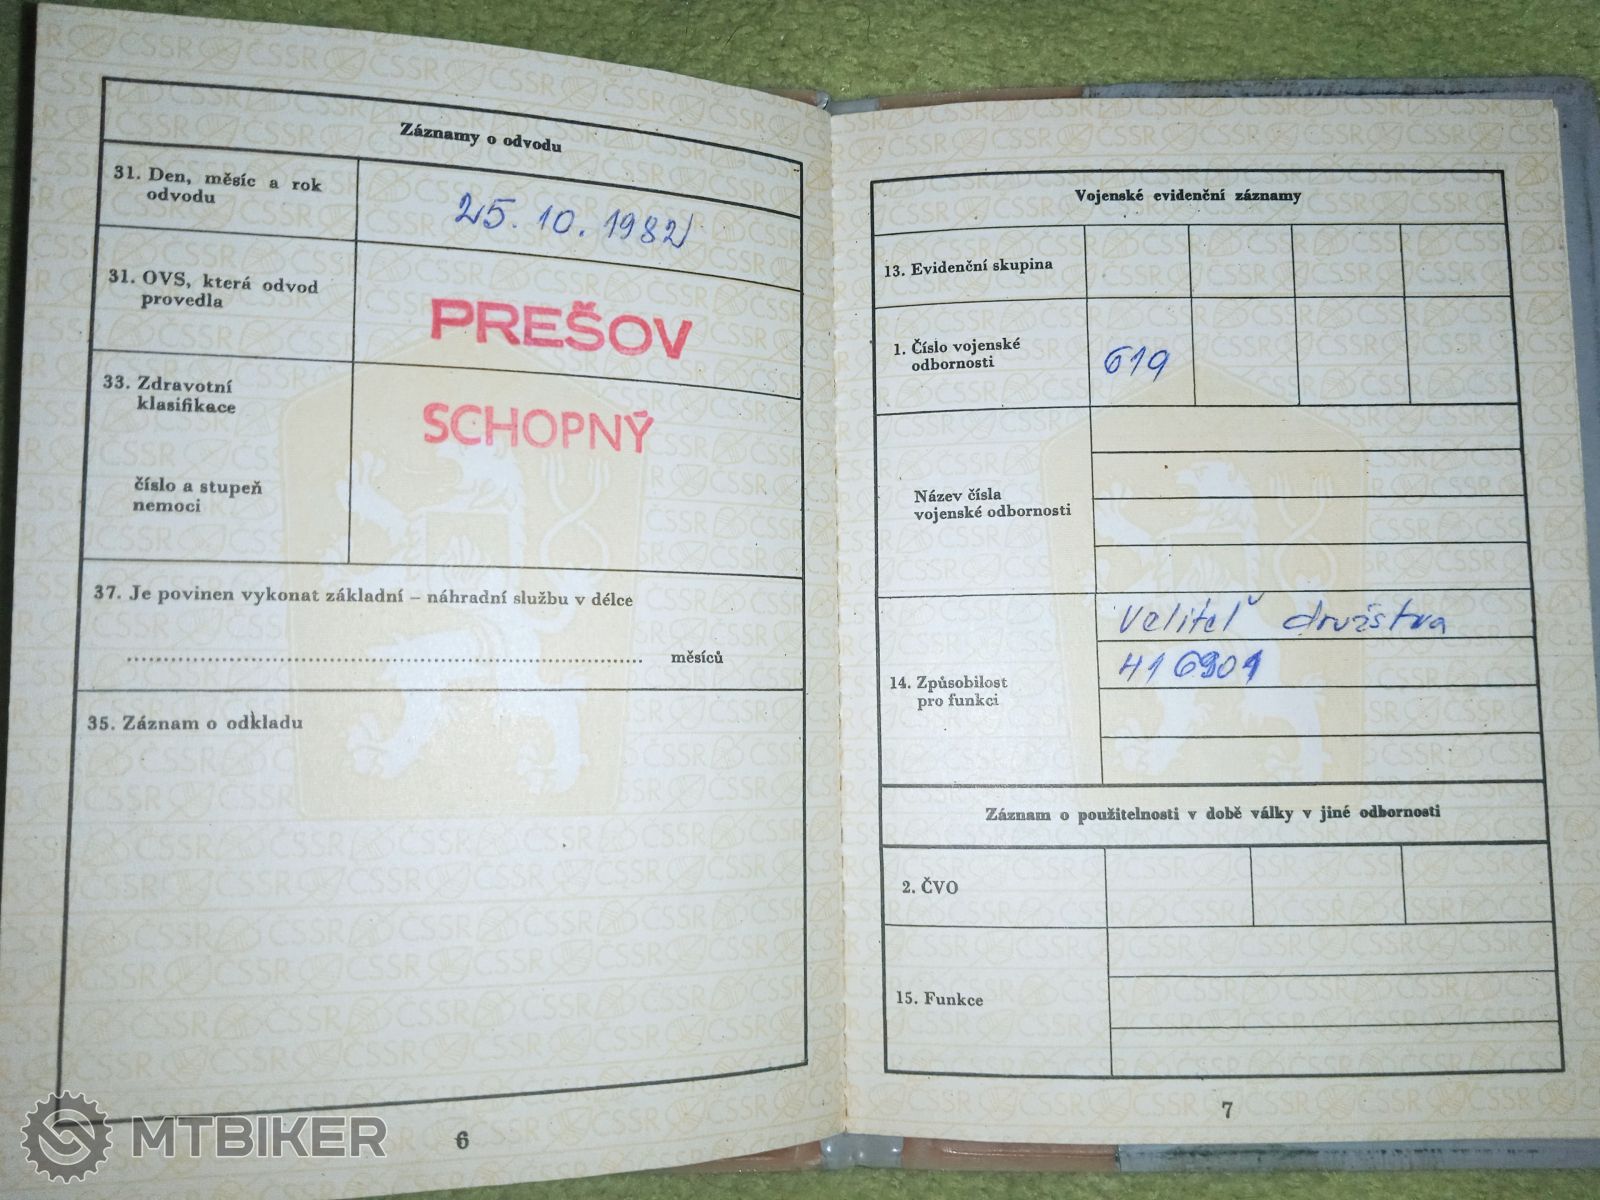 Záznamy o odvodu
31. Den, měsíc a rok
odvodu
25. 10. 1982
31. OVS, která odvod
provedla
PREŠOV
33. Zdravotní
klasifikace
SCHOPNÝ
číslo a stupeň
nemoci
37. Je povinen vykonat základní – náhradní službu v délce
měsíců
35. Záznam o odkladu
6
Vojenské evidenční záznamy
13. Evidenční skupina
1. Číslo vojenské
odbornosti
619
Název čísla
vojenské odbornosti
14. Způsobilost
pro funkci
Veliteľ družstva
416901
Záznam o použitelnosti v době války v jiné odbornosti
2. ČVO
15. Funkce
7
MTBIKER